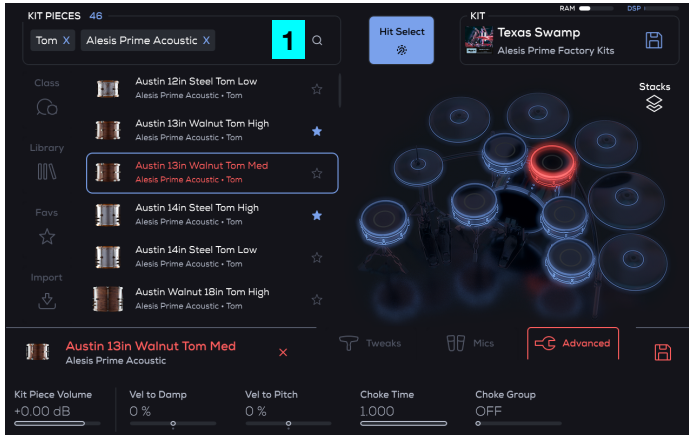 KIT PIECES 46
Tom X Alesis Prime Acoustic X
1
Hit Select
RAM
DSP
KIT
Texas Swamp
Alesis Prime Factory Kits
Stacks
Class
Library
Favs
Import
Austin 12in Steel Tom Low
Alesis Prime Acoustic • Tom
Austin 13in Walnut Tom High
Alesis Prime Acoustic • Tom
Austin 13in Walnut Tom Med
Alesis Prime Acoustic • Tom
Austin 14in Steel Tom High
Alesis Prime Acoustic • Tom
Austin 14in Steel Tom Low
Alesis Prime Acoustic • Tom
Austin Walnut 18in Tom High
Alesis Prime Acoustic • Tom
Austin 13in Walnut Tom Med
Alesis Prime Acoustic
Tweaks
Mics
Advanced
Kit Piece Volume
+0.00 dB
Vel to Damp
0 %
Vel to Pitch
0 %
Choke Time
1.000
Choke Group
OFF